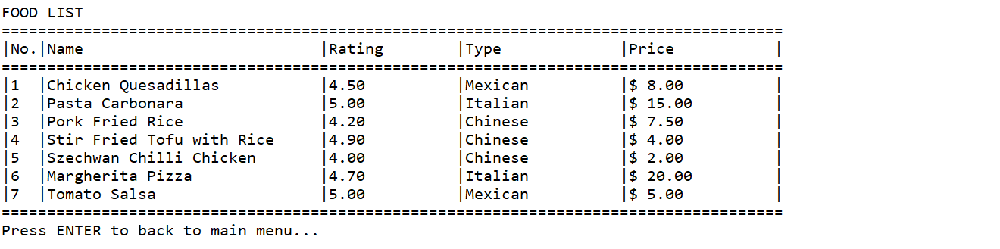 FOOD LIST
======================================================================================
|No.|Name                          |Rating        |Type             |Price           |
======================================================================================
|1  |Chicken Quesadillas           |4.50          |Mexican          |$ 8.00          |
|2  |Pasta Carbonara               |5.00          |Italian          |$ 15.00         |
|3  |Pork Fried Rice               |4.20          |Chinese          |$ 7.50          |
|4  |Stir Fried Tofu with Rice     |4.90          |Chinese          |$ 4.00          |
|5  |Szechwan Chilli Chicken       |4.00          |Chinese          |$ 2.00          |
|6  |Margherita Pizza              |4.70          |Italian          |$ 20.00         |
|7  |Tomato Salsa                  |5.00          |Mexican          |$ 5.00          |
======================================================================================
Press ENTER to back to main menu...